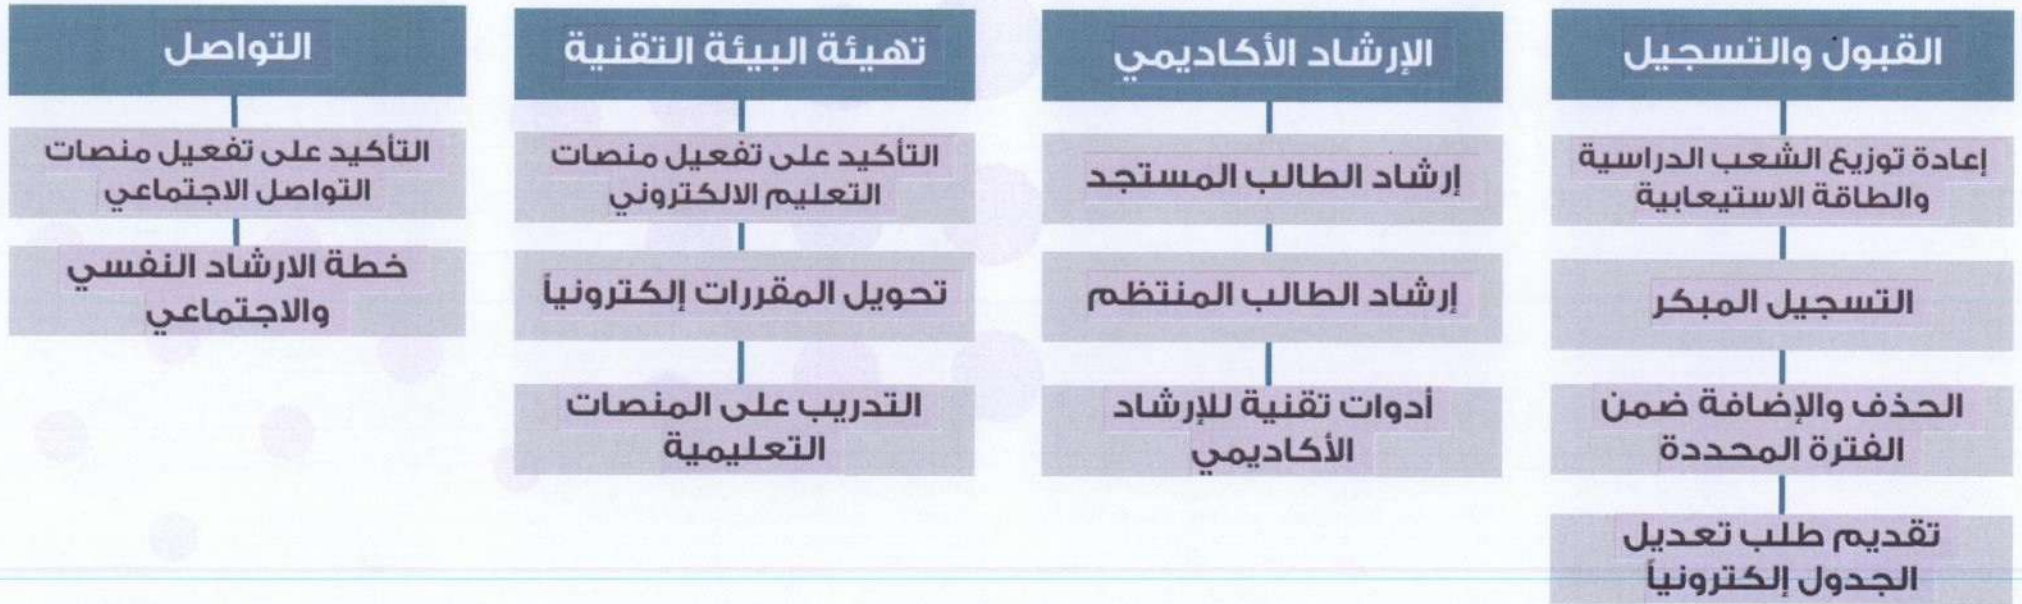 القبول والتسجيل
إعادة توزيع الشعب الدراسية
والطاقة الاستيعابية
التسجيل المبكر
الحذف والإضافة ضمن
الفترة المحددة
تقديم طلب تعديل
الجدول إلكترونياً
الإرشاد الأكاديمي
إرشاد الطالب المستجد
إرشاد الطالب المنتظم
أدوات تقنية للإرشاد
الأكاديمي
تهيئة البيئة التقنية
التأكيد على تفعيل منصات
التعليم الالكتروني
تحويل المقررات إلكترونياً
التدريب على المنصات
التعليمية
التواصل
التأكيد على تفعيل منصات
التواصل الاجتماعي
خطة الارشاد النفسي
والاجتماعي